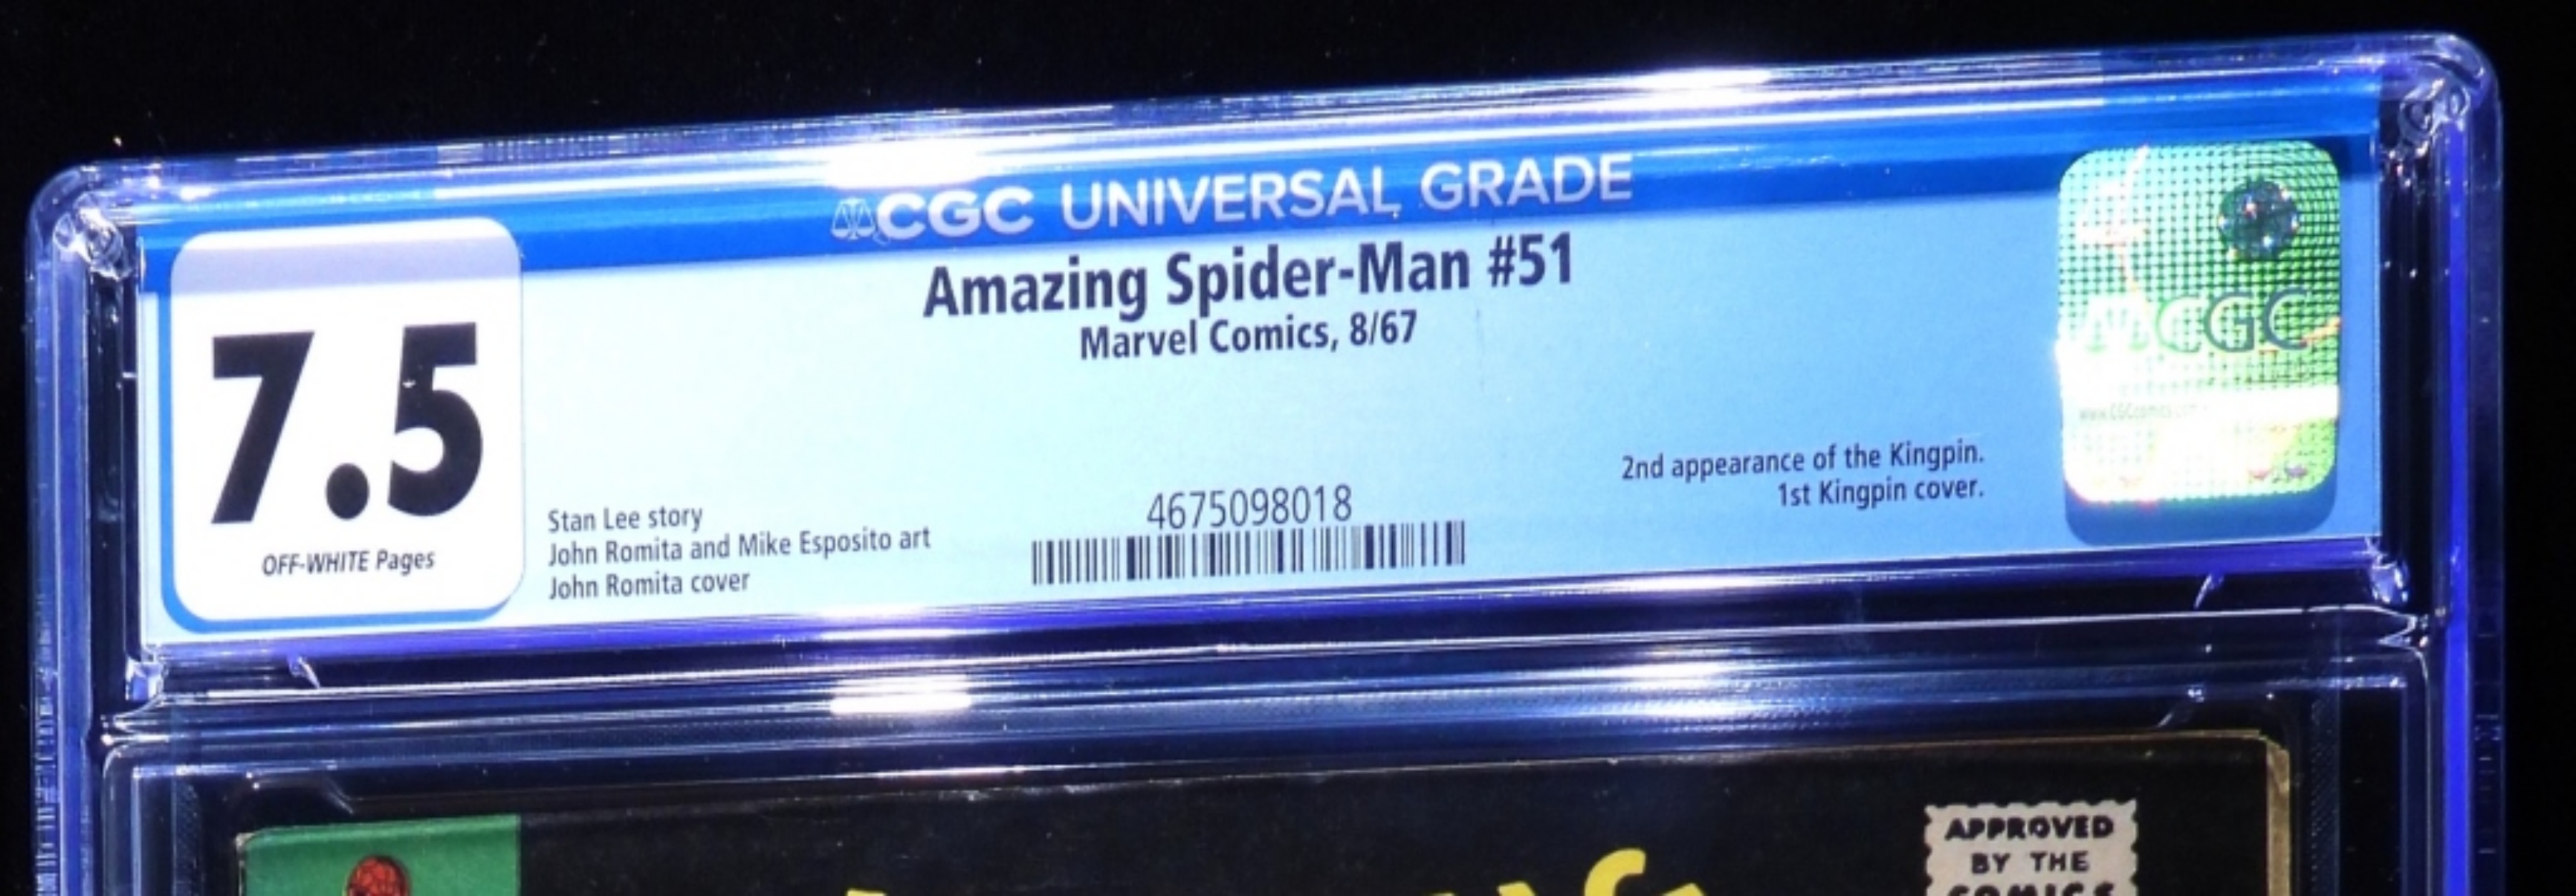 CGC UNIVERSAL GRADE
Amazing Spider-Man #51
Marvel Comics, 8/67
7.5
OFF-WHITE Pages
Stan Lee story
John Romita and Mike Esposito art
John Romita cover
4675098018
2nd appearance of the Kingpin.
1st Kingpin cover.
CGC
APPROVED
BY THE
COMICS